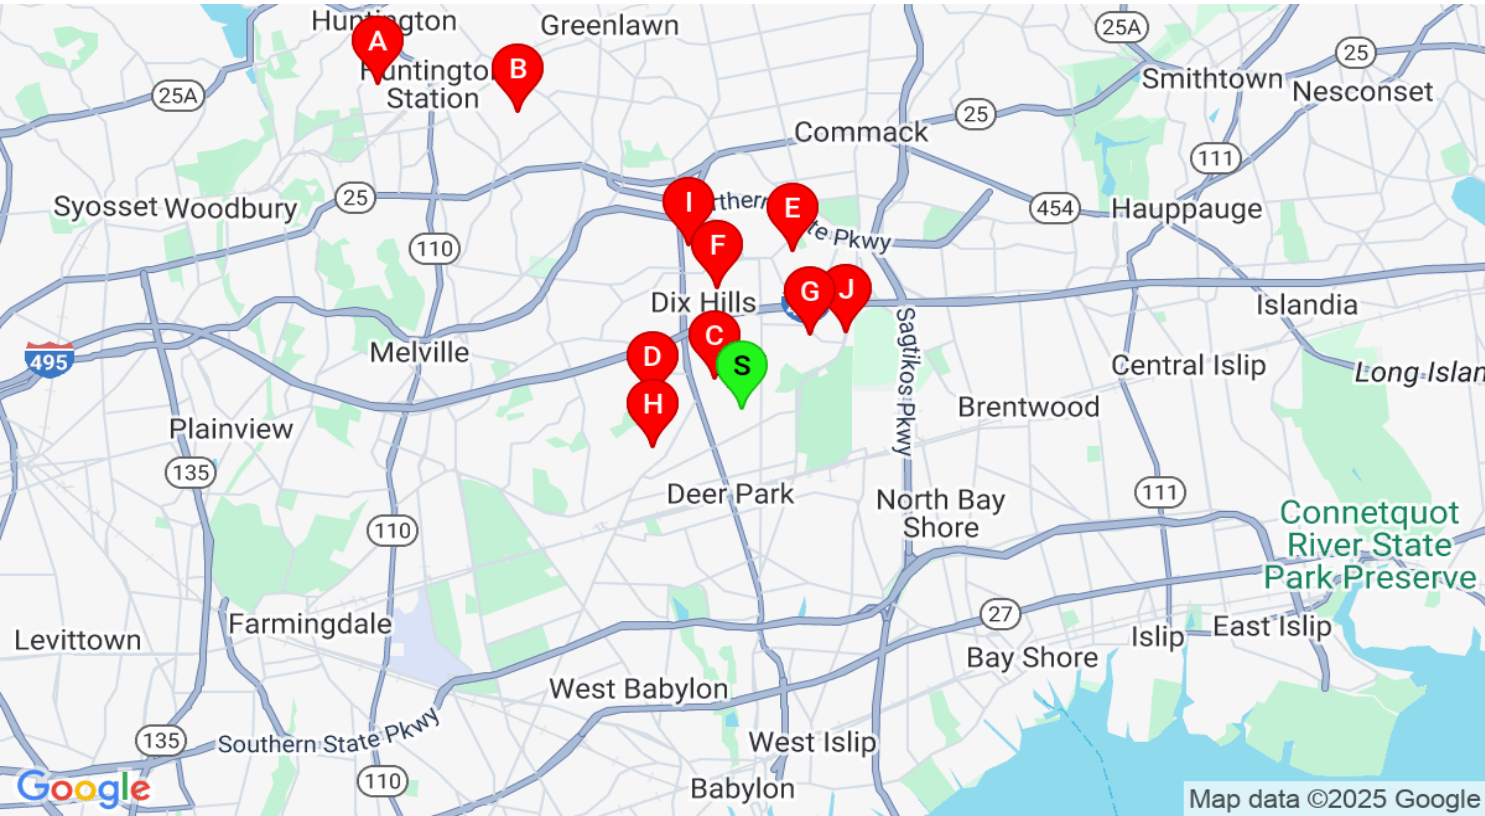 Huntington
Greenlawn
25A
A
B
Huntington
Station
25A
25
Smithtown
Nesconset
25
Commack
111
Syosset
Woodbury
25
I
rthern
E
te Pkwy
454
Hauppauge
110
F
Dix Hills
G
J
Islandia
495
Melville
D
C
S
Sagtikos Pkwy
Central Islip
Long Islan
H
Brentwood
Plainview
135
Deer Park
North Bay
Shore
111
Connetquot
River State
Park Preserve
110
Farmingdale
Levittown
27
Islip
East Islip
Bay Shore
West Babylon
Southern State Pkwy
135
West Islip
110
Babylon
Google
Map data ©2025 Google